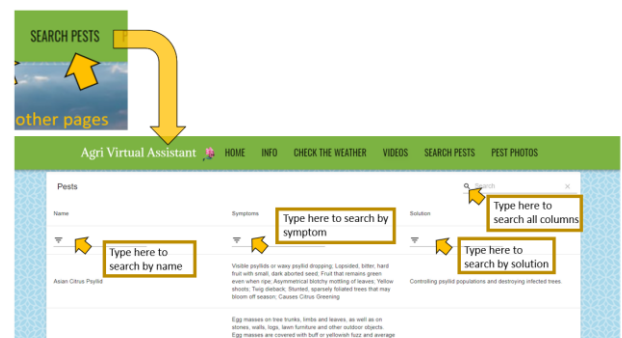 SEARCH PESTS
other pages
Agri Virtual Assistant HOME INFO CHECK THE WEATHER VIDEOS SEARCH PESTS PEST PHOTOS
Pests
Search
Type here to
search all columns
Name
Symptoms
Solution
Type here to search by
symptom
Type here to
search by name
Type here to
search by solution
Asian Citrus Psyllid
Visible psyllids or waxy psyllid dropping; Lopsided, bitter, hard
fruit with small, dark aborted seed; Fruit that remains green
even when ripe; Asymmetrical blotchy mottling of leaves; Yellow
shoots; Twig dieback; Stunted, sparsely foliated trees that may
bloom off season; Causes Citrus Greening
Controlling psyllid populations and destroying infected trees.
Egg masses on tree trunks, limbs and leaves, as well as on
stones, walls, logs, lawn furniture and other outdoor objects.
Egg masses are covered with buff or yellowish fuzz and average